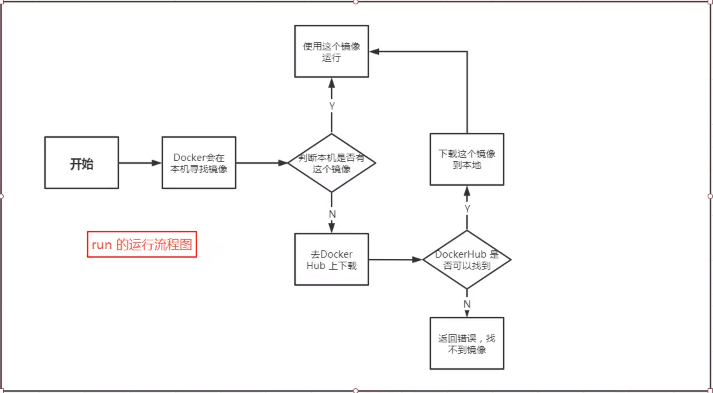 使用这个镜像
运行
Y
开始
Docker会在
本机寻找镜像
判断本机是否有
这个镜像
下载这个镜像
到本地
N
Y
run 的运行流程图
去Docker
Hub 上下载
DockerHub 是
否可以找到
N
返回错误，找
不到镜像